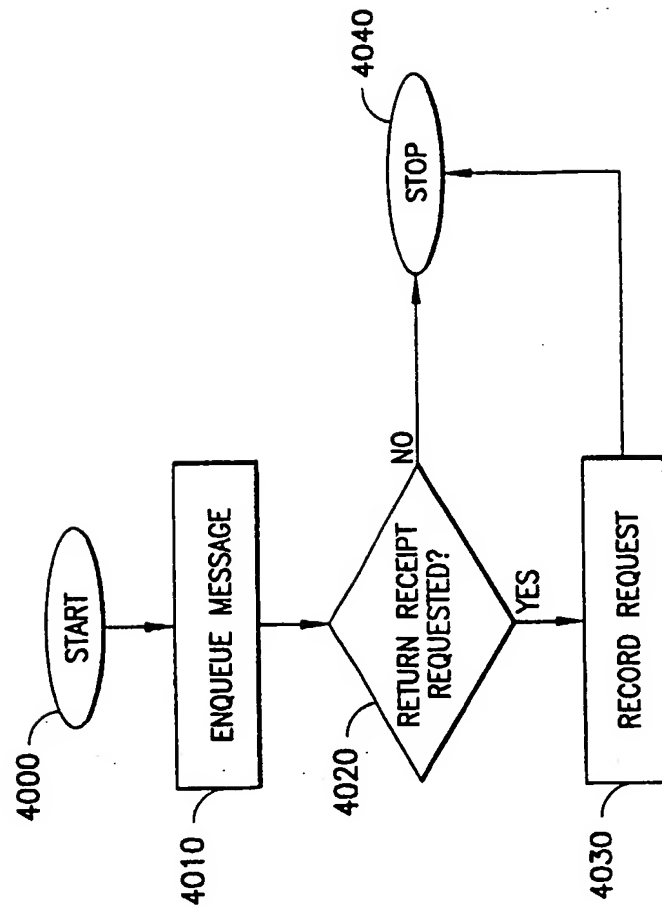 4000
START
4010
ENQUEUE MESSAGE
4020
RETURN RECEIPT
REQUESTED?
NO
STOP
4040
YES
4030
RECORD REQUEST